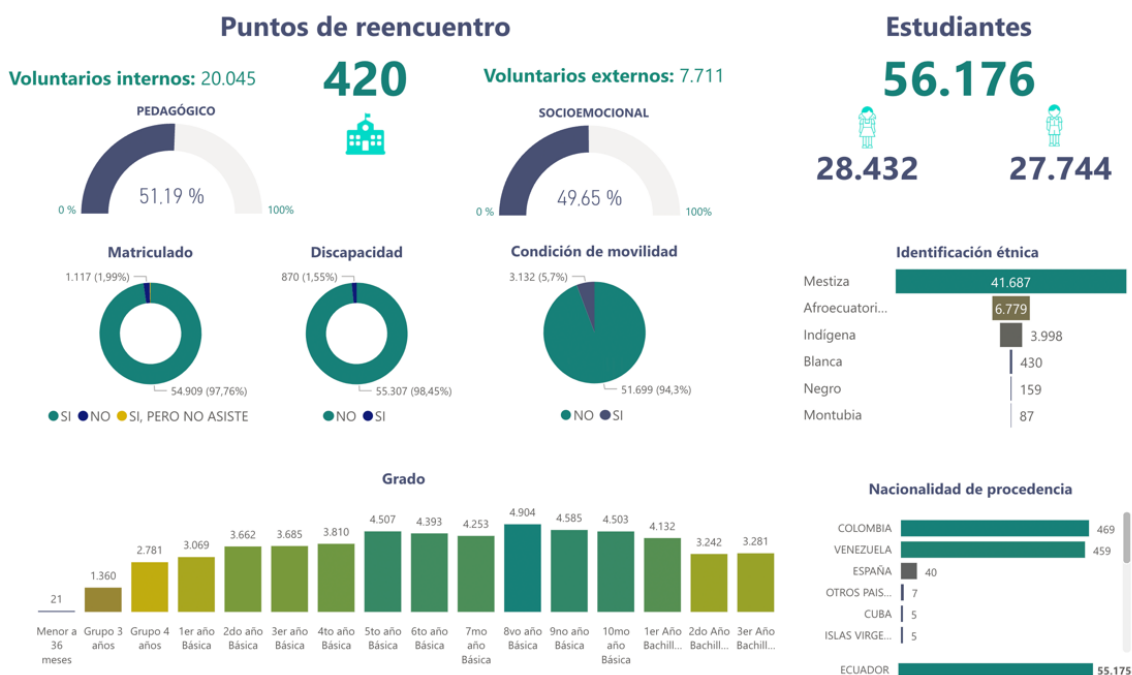 Puntos de reencuentro
Voluntarios internos: 20.045
420
Voluntarios externos: 7.711
PEDAGÓGICO
51,19 %
0 %
100%
SOCIOEMOCIONAL
49,65 %
0 %
100%
Estudiantes
56.176
28.432
27.744
Matriculado
1.117 (1,99%)
54.909 (97,76%)
SI NO SI, PERO NO ASISTE
Discapacidad
870 (1,55%)
55.307 (98,45%)
NO SI
Condición de movilidad
3.132 (5,7%)
51.699 (94,3%)
NO SI
Identificación étnica
Mestiza 41.687
Afroecuatori... 6.779
Indígena 3.998
Blanca 430
Negro 159
Montubia 87
Grado
21
1.360
2.781
3.069
3.662
3.685
3.810
4.507
4.393
4.253
4.904
4.585
4.503
4.132
3.242
3.281
Menor a
36
meses
Grupo 3
años
Grupo 4
años
1er año
Básica
2do año
Básica
3er año
Básica
4to año
Básica
5to año
Básica
6to año
Básica
7mo
año
Básica
8vo año
Básica
9no año
Básica
10mo
año
Básica
1er Año
Bachill...
2do Año
Bachill...
3er Año
Bachill...
Nacionalidad de procedencia
COLOMBIA 469
VENEZUELA 459
ESPAÑA 40
OTROS PAIS... 7
CUBA 5
ISLAS VIRGE... 5
ECUADOR 55.175